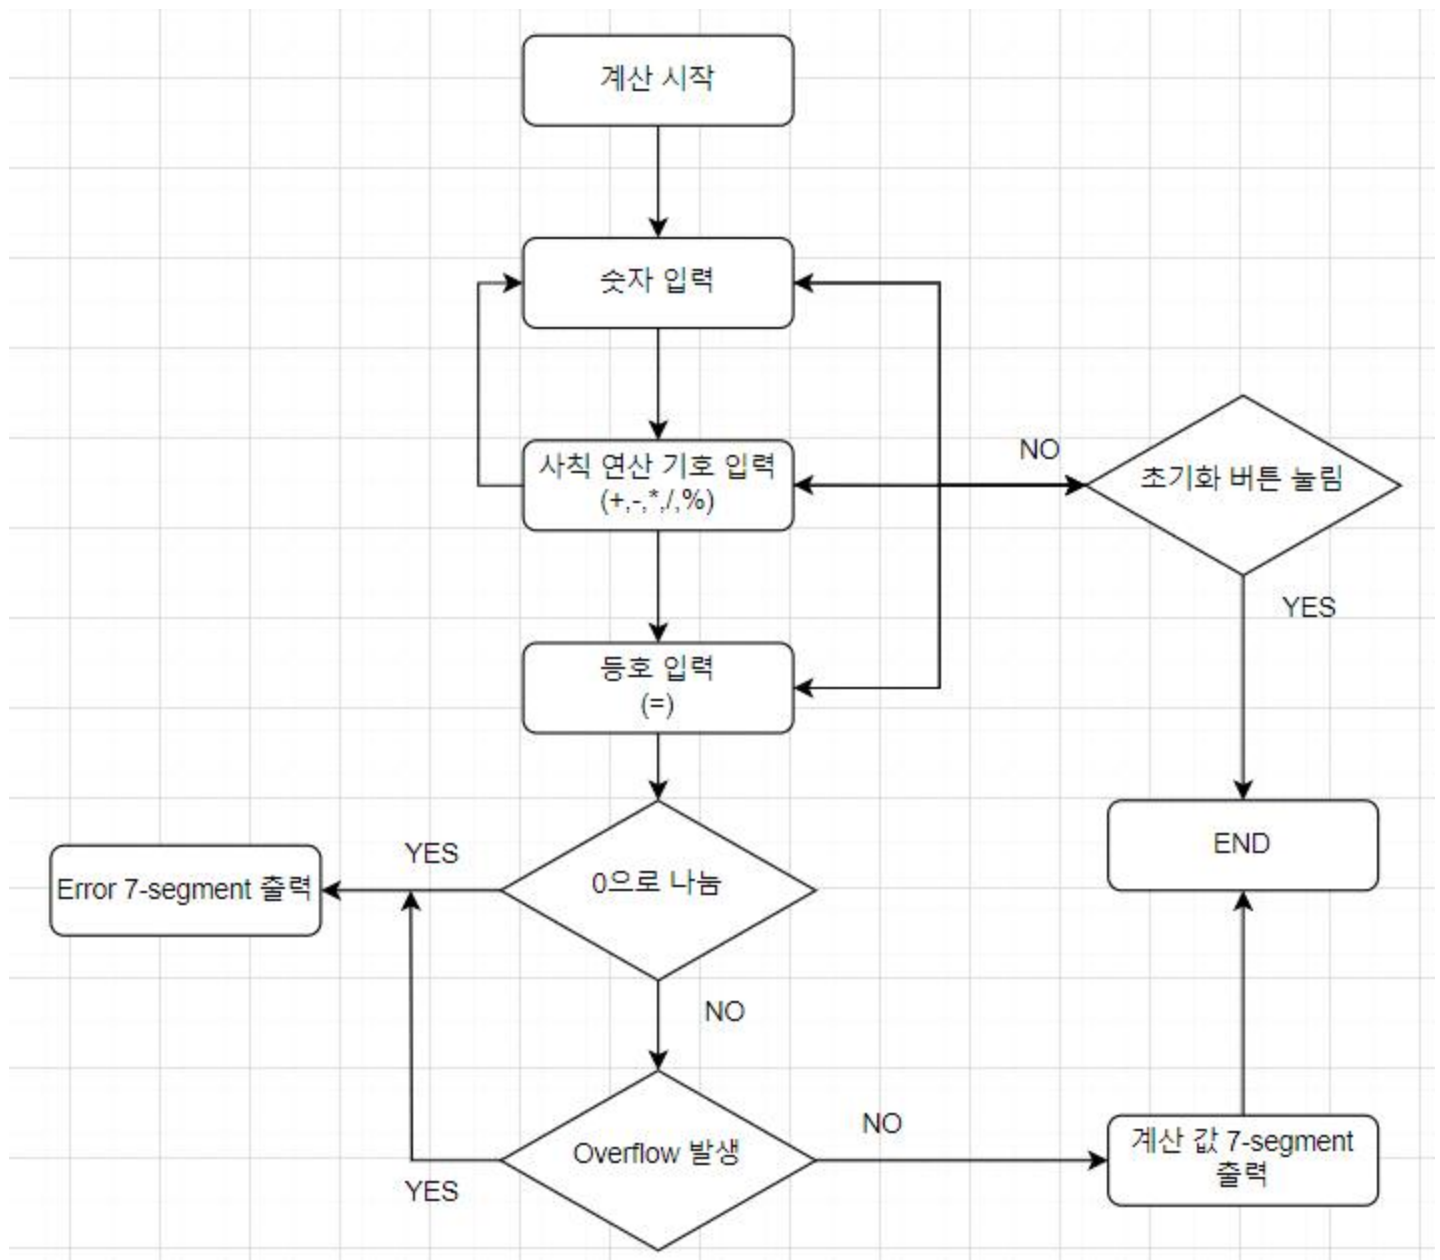 계산 시작
숫자 입력
사칙 연산 기호 입력
(+,-,*,/,%)
NO
초기화 버튼 눌림
YES
등호 입력
(=)
END
YES
0으로 나눔
Error 7-segment 출력
NO
NO
Overflow 발생
계산 값 7-segment
출력
YES